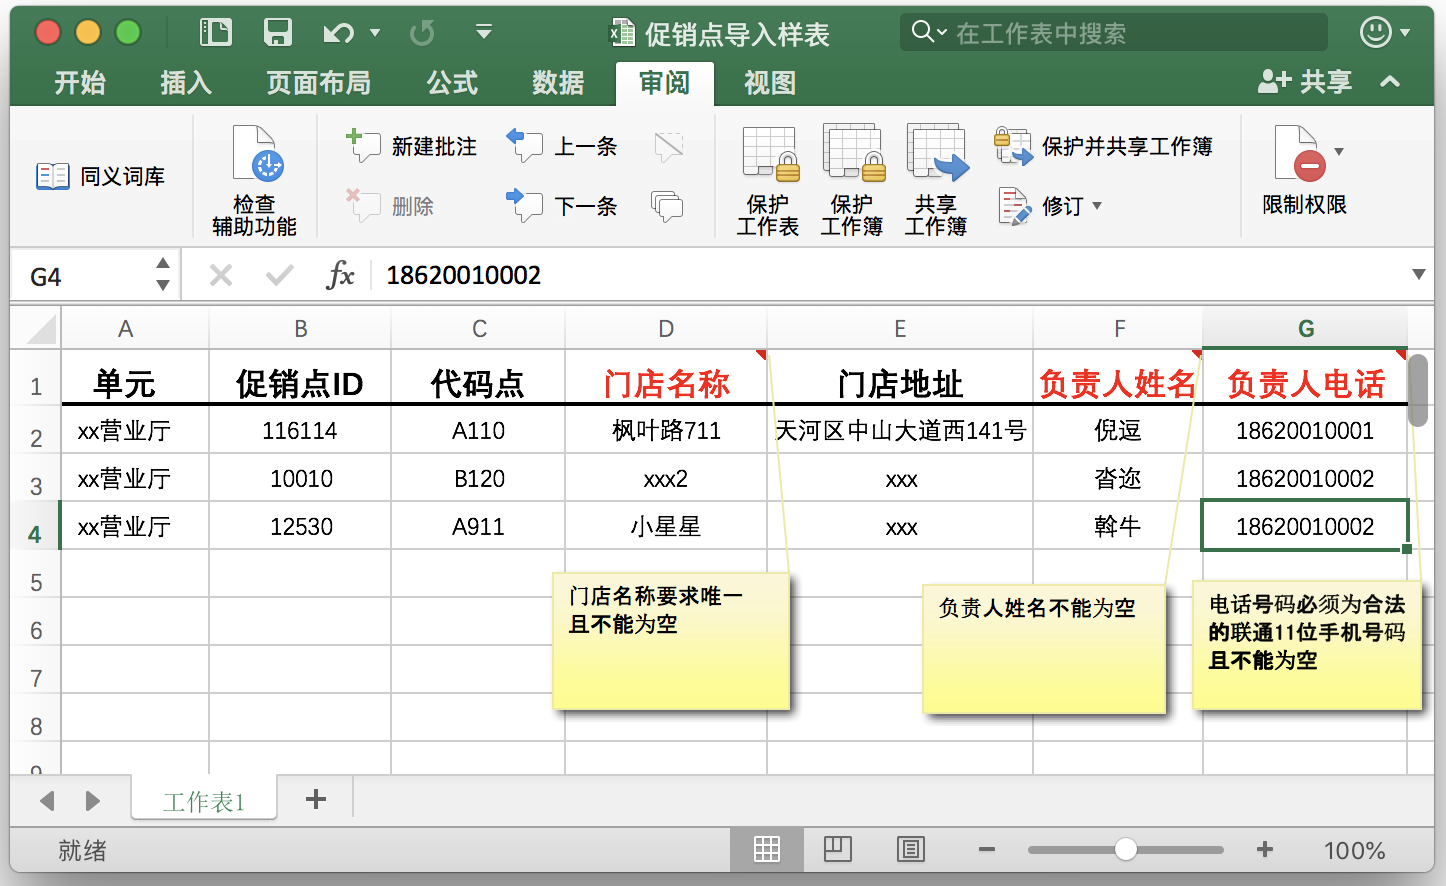 促销点导入样表
在工作表中搜索
开始 插入 页面布局 公式 数据 审阅 视图 共享
同义词库
检查
辅助功能
新建批注
删除
上一条
下一条
保护
工作表
保护
工作簿
共享
工作簿
保护并共享工作簿
修订
限制权限
G4 fx 18620010002
A B C D E F G
1 单元 促销点ID 代码点 门店名称 门店地址 负责人姓名 负责人电话
2 xx营业厅 116114 A110 枫叶路711 天河区中山大道西141号 倪逗 18620010001
3 xx营业厅 10010 B120 xxx2 xxx 沓迩 18620010002
4 xx营业厅 12530 A911 小星星 xxx 斡牛 18620010002
5
6
7
8
9
门店名称要求唯一
且不能为空
负责人姓名不能为空
电话号码必须为合法
的联通11位手机号码
且不能为空
工作表1
就绪
100%